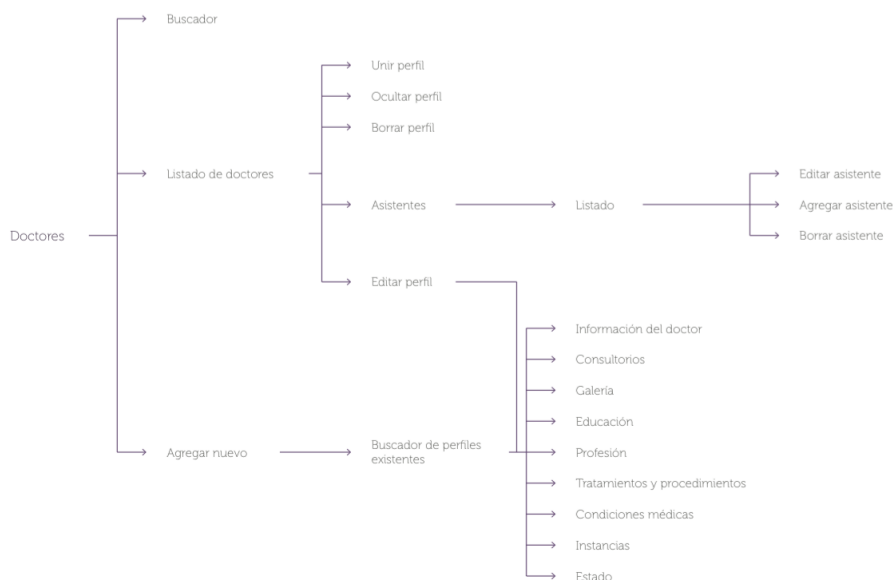 Buscador
Unir perfil
Ocultar perfil
Borrar perfil
Listado de doctores
Editar asistente
Asistentes
Listado
Agregar asistente
Doctores
Borrar asistente
Editar perfil
Información del doctor
Consultorios
Galería
Educación
Agregar nuevo
Buscador de perfiles
existentes
Profesión
Tratamientos y procedimientos
Condiciones médicas
Instancias
Estado